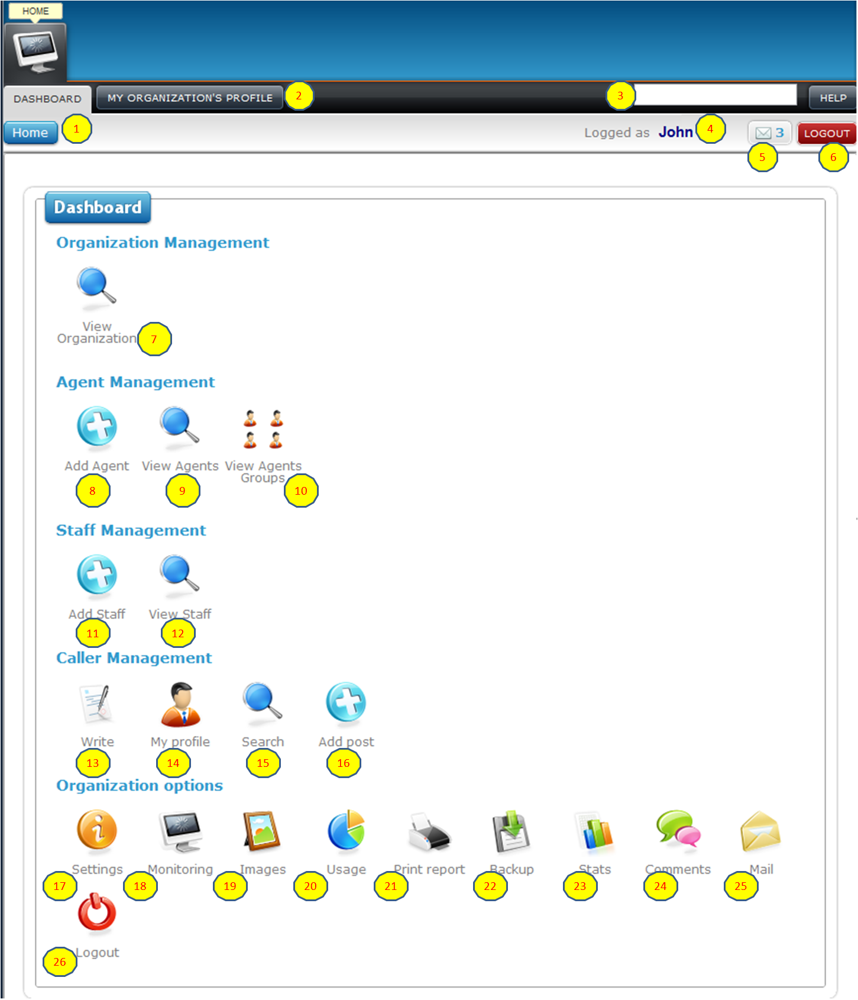 HOME
DASHBOARD
MY ORGANIZATION'S PROFILE
2
3
HELP
Home
1
Logged as John
4
3
LOGOUT
5
6
Dashboard
Organization Management
View
Organization
7
Agent Management
Add Agent
View Agents
View Agents
Groups
8
9
10
Staff Management
Add Staff
View Staff
11
12
Caller Management
Write
My profile
Search
Add post
13
14
15
16
Organization options
Settings
Monitoring
Images
Usage
Print report
Backup
Stats
Comments
Mail
17
18
19
20
21
22
23
24
25
Logout
26